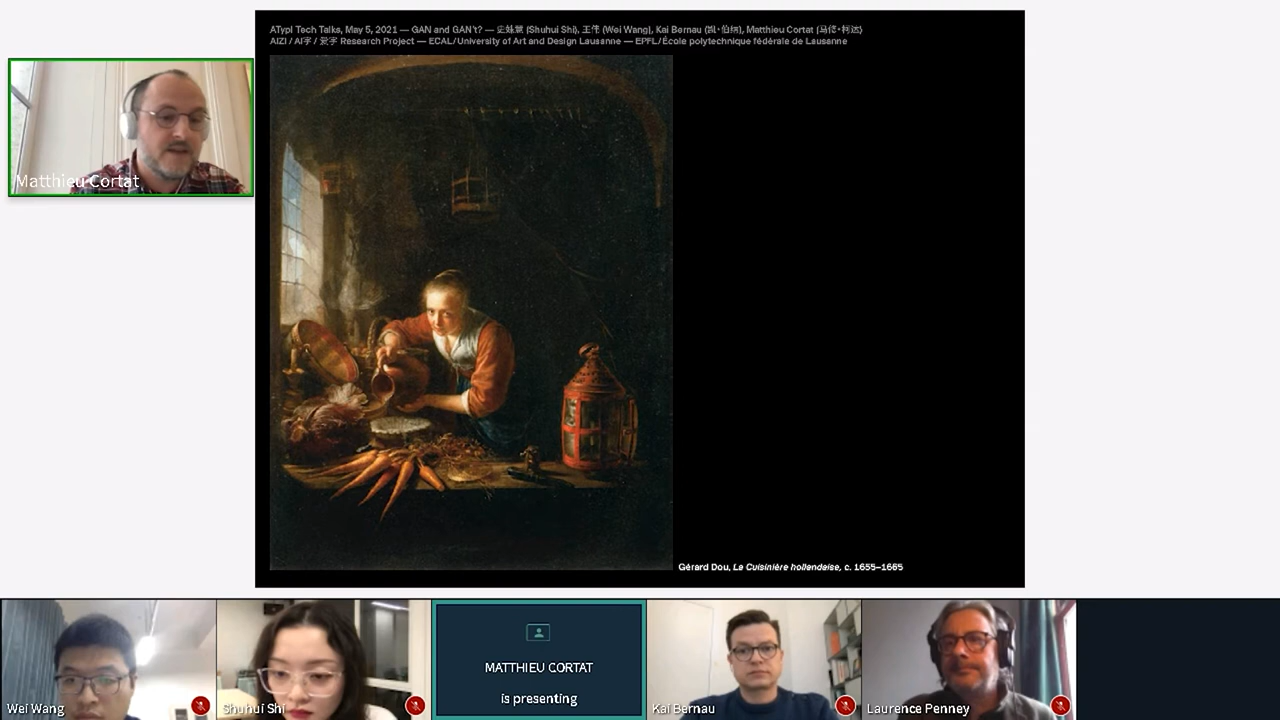 ATypI Tech Talks, May 5, 2021 — GAN and GAN't? — 史姝慧 (Shuhui Shi), 王伟 (Wei Wang), Kai Bernau (凯·伯纳), Matthieu Cortat (马修·柯达)
AIZI / AI字 / 爱字 Research Project — ECAL/University of Art and Design Lausanne — EPFL/École polytechnique fédérale de Lausanne
Matthieu Cortat
Gérard Dou, La Cuisinière hollandaise, c. 1655–1665
MATTHIEU CORTAT
is presenting
Wei Wang
Shuhui Shi
Kai Bernau
Laurence Penney